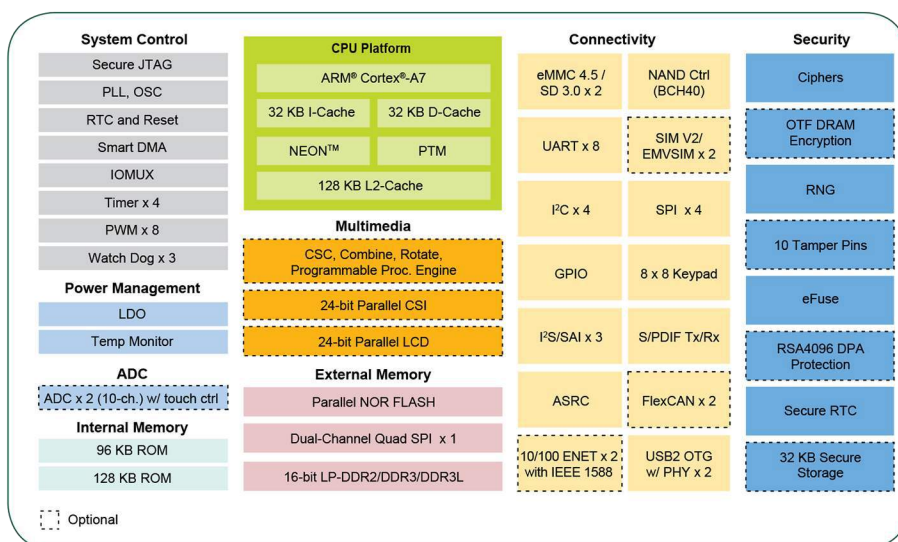 System Control
Secure JTAG
PLL, OSC
RTC and Reset
Smart DMA
IOMUX
Timer x 4
PWM x 8
Watch Dog x 3
Power Management
LDO
Temp Monitor
ADC
ADC x 2 (10-ch.) w/ touch ctrl
Internal Memory
96 KB ROM
128 KB ROM
Optional
CPU Platform
ARM® Cortex®-A7
32 KB I-Cache
32 KB D-Cache
NEON™
PTM
128 KB L2-Cache
Multimedia
CSC, Combine, Rotate,
Programmable Proc. Engine
24-bit Parallel CSI
24-bit Parallel LCD
External Memory
Parallel NOR FLASH
Dual-Channel Quad SPI x 1
16-bit LP-DDR2/DDR3/DDR3L
Connectivity
eMMC 4.5 /
SD 3.0 x 2
NAND Ctrl
(BCH40)
UART x 8
SIM V2/
EMVSIM x 2
I²C x 4
SPI x 4
GPIO
8 x 8 Keypad
I²S/SAI x 3
S/PDIF Tx/Rx
ASRC
FlexCAN x 2
10/100 ENET x 2
with IEEE 1588
USB2 OTG
w/ PHY x 2
Security
Ciphers
OTF DRAM
Encryption
RNG
10 Tamper Pins
eFuse
RSA4096 DPA
Protection
Secure RTC
32 KB Secure
Storage